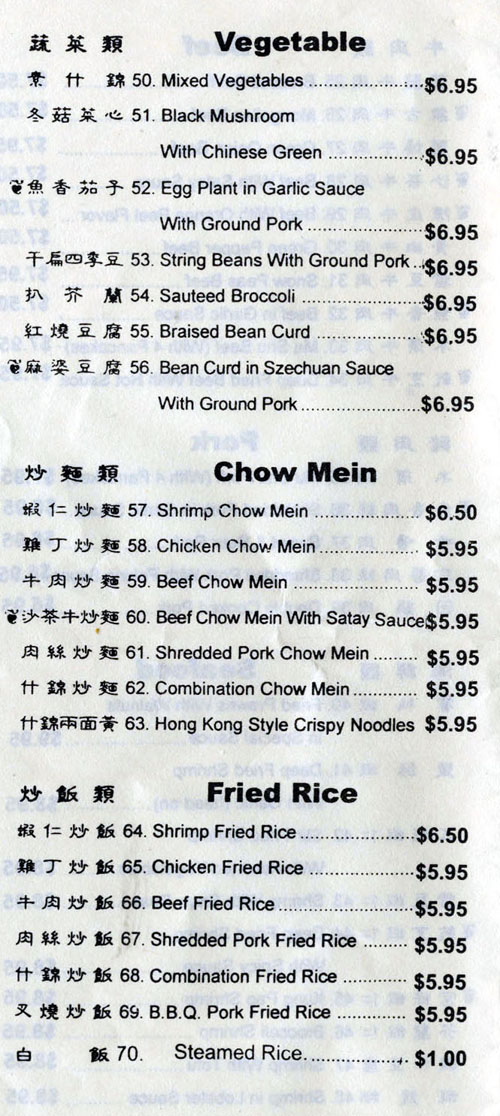 蔬菜類 Vegetable
素什錦 50. Mixed Vegetables $6.95
冬菇菜心 51. Black Mushroom
With Chinese Green $6.95
魚香茄子 52. Egg Plant in Garlic Sauce
With Ground Pork $6.95
干扁四季豆 53. String Beans With Ground Pork $6.95
扒芥蘭 54. Sauteed Broccoli $6.95
紅燒豆腐 55. Braised Bean Curd $6.95
麻婆豆腐 56. Bean Curd in Szechuan Sauce
With Ground Pork $6.95
炒麵類 Chow Mein
蝦仁炒麵 57. Shrimp Chow Mein $6.50
雞丁炒麵 58. Chicken Chow Mein $5.95
牛肉炒麵 59. Beef Chow Mein $5.95
沙茶牛炒麵 60. Beef Chow Mein With Satay Sauce $5.95
肉絲炒麵 61. Shredded Pork Chow Mein $5.95
什錦炒麵 62. Combination Chow Mein $5.95
什錦兩面黃 63. Hong Kong Style Crispy Noodles $5.95
炒飯類 Fried Rice
蝦仁炒飯 64. Shrimp Fried Rice $6.50
雞丁炒飯 65. Chicken Fried Rice $5.95
牛肉炒飯 66. Beef Fried Rice $5.95
肉絲炒飯 67. Shredded Pork Fried Rice $5.95
什錦炒飯 68. Combination Fried Rice $5.95
叉燒炒飯 69. B.B.Q. Pork Fried Rice $5.95
白飯 70. Steamed Rice $1.00